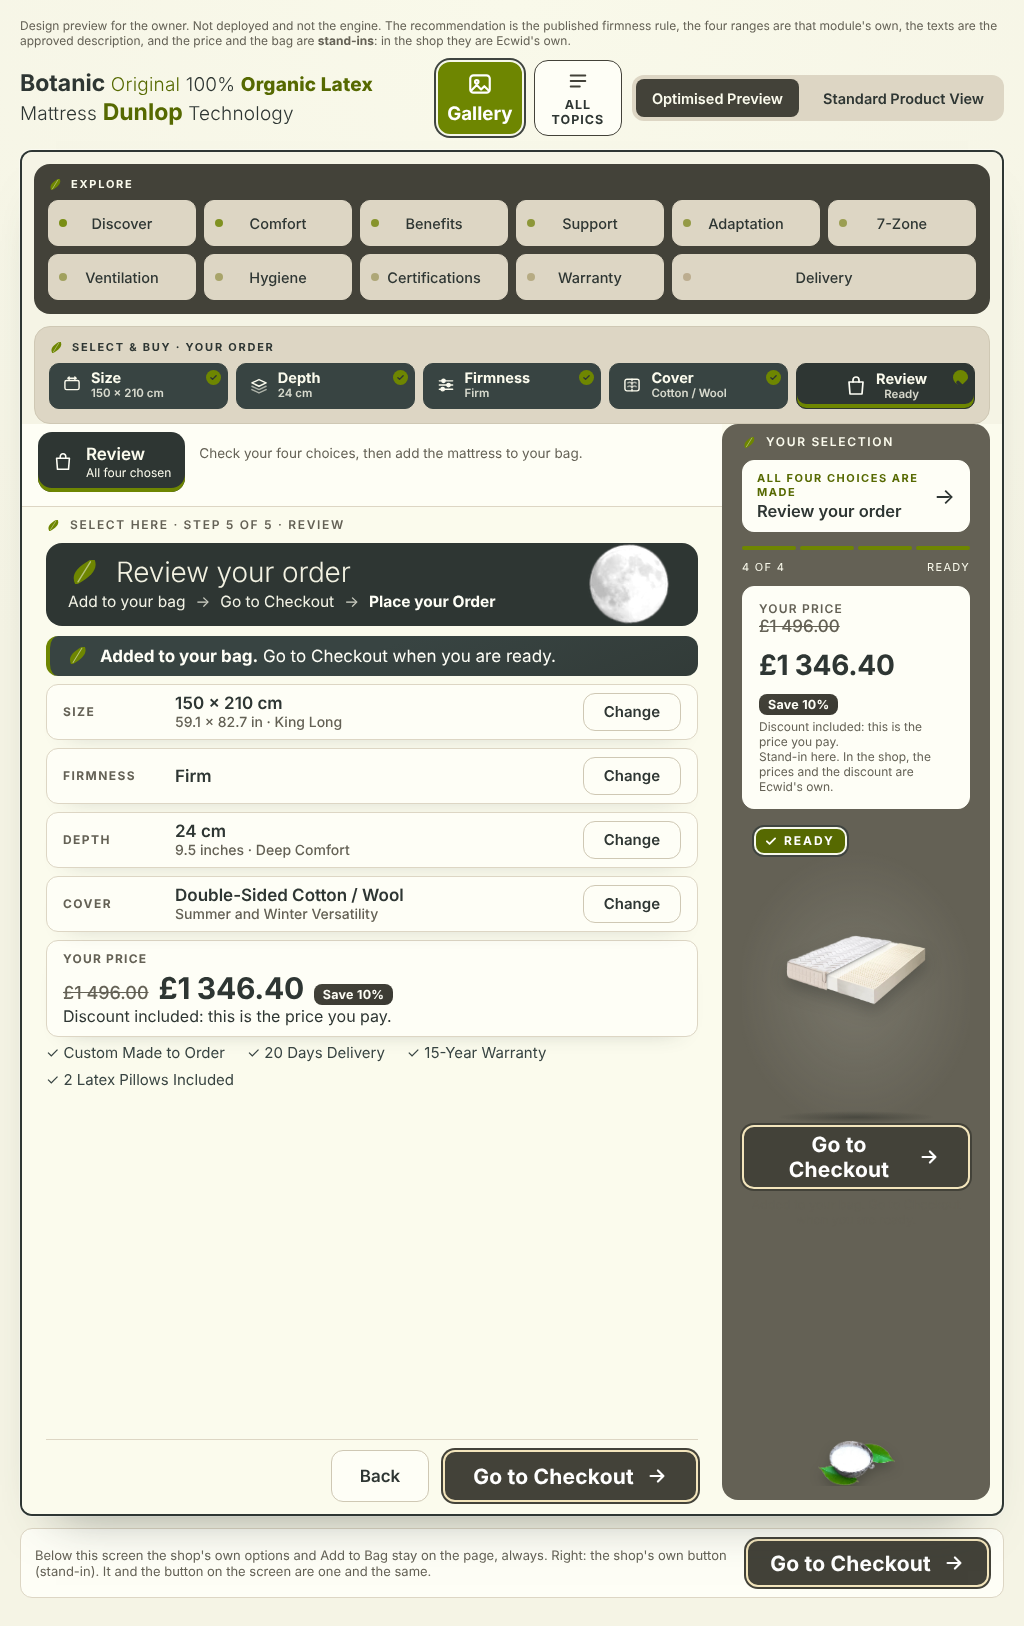 Design preview for the owner. Not deployed and not the engine. The recommendation is the published firmness rule, the four ranges are that module's own, the texts are the
approved description, and the price and the bag are stand-ins: in the shop they are Ecwid's own.
Botanic Original 100% Organic Latex
Mattress Dunlop Technology
Gallery
ALL
TOPICS
Optimised Preview
Standard Product View
EXPLORE
Discover
Comfort
Benefits
Support
Adaptation
7-Zone
Ventilation
Hygiene
Certifications
Warranty
Delivery
SELECT & BUY · YOUR ORDER
Size
150 × 210 cm
Depth
24 cm
Firmness
Firm
Cover
Cotton / Wool
Review
Ready
Review
All four chosen
Check your four choices, then add the mattress to your bag.
SELECT HERE · STEP 5 OF 5 · REVIEW
Review your order
Add to your bag → Go to Checkout → Place your Order
Added to your bag. Go to Checkout when you are ready.
SIZE
150 × 210 cm
59.1 × 82.7 in · King Long
Change
FIRMNESS
Firm
Change
DEPTH
24 cm
9.5 inches · Deep Comfort
Change
COVER
Double-Sided Cotton / Wool
Summer and Winter Versatility
Change
YOUR PRICE
£1 496.00 £1 346.40 Save 10%
Discount included: this is the price you pay.
✓ Custom Made to Order ✓ 20 Days Delivery ✓ 15-Year Warranty
✓ 2 Latex Pillows Included
Back
Go to Checkout →
YOUR SELECTION
ALL FOUR CHOICES ARE
MADE
Review your order →
4 OF 4
READY
YOUR PRICE
£1 496.00
£1 346.40
Save 10%
Discount included: this is the
price you pay.
Stand-in here. In the shop, the
prices and the discount are
Ecwid's own.
✓ READY
Go to
Checkout →
Below this screen the shop's own options and Add to Bag stay on the page, always. Right: the shop's own button
(stand-in). It and the button on the screen are one and the same.
Go to Checkout →